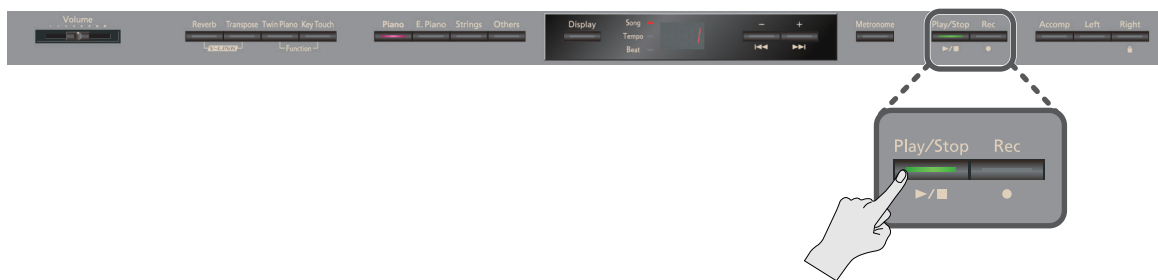 Volume
Reverb Transpose Twin Piano Key Touch
Function
Piano E. Piano Strings Others
Display
Song
Tempo
Beat
1
− +
Metronome
Play/Stop Rec
Accomp Left Right
Play/Stop Rec